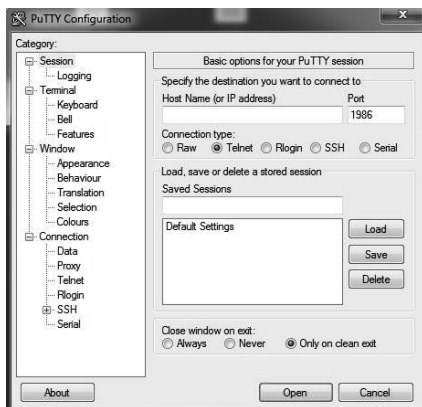 PuTTY Configuration
x
Category:
Session
Logging
Terminal
Keyboard
Bell
Features
Window
Appearance
Behaviour
Translation
Selection
Colours
Connection
Data
Proxy
Telnet
Rlogin
SSH
Serial
Basic options for your PuTTY session
Specify the destination you want to connect to
Host Name (or IP address) Port
1986
Connection type:
Raw Telnet Rlogin SSH Serial
Load, save or delete a stored session
Saved Sessions
Default Settings
Load
Save
Delete
Close window on exit:
Always Never Only on clean exit
About Open Cancel